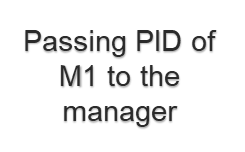 Passing PID of
M1 to the
manager